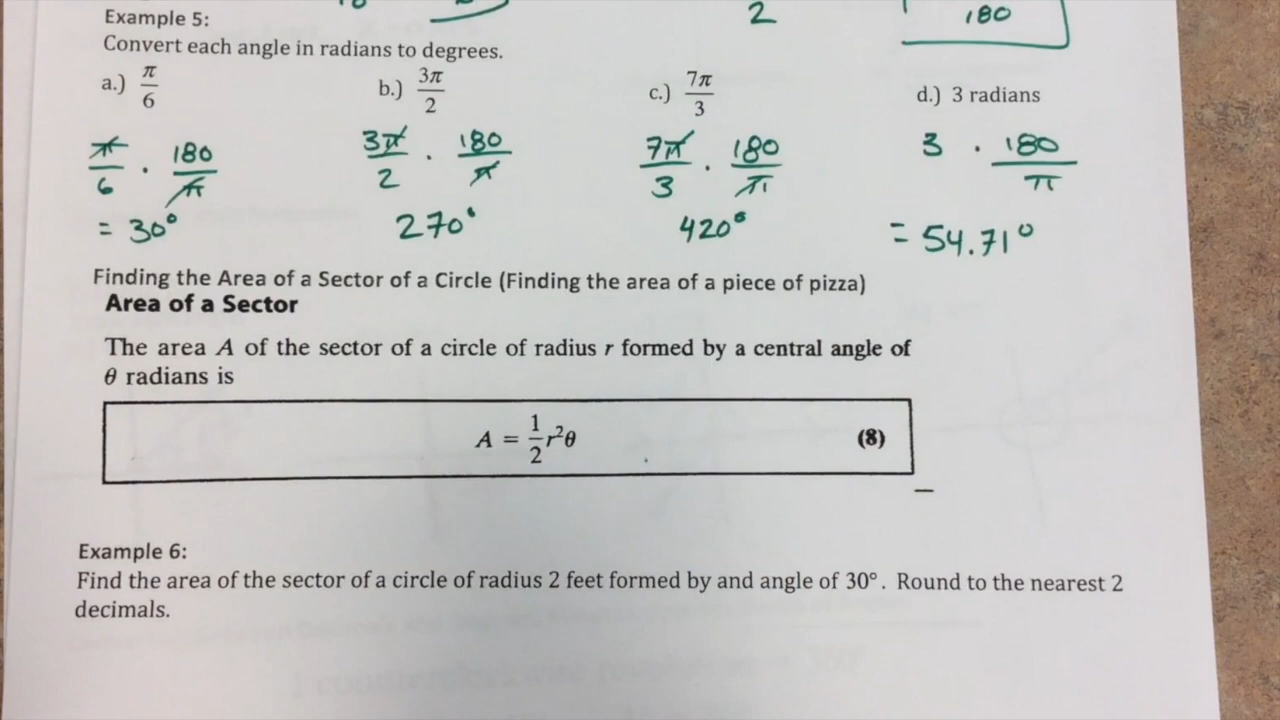 2
180
Example 5:
Convert each angle in radians to degrees.
a.) π/6 b.) 3π/2 c.) 7π/3 d.) 3 radians
π/6 · 180/π 3π/2 · 180/π 7π/3 · 180/π 3 · 180/π
= 30° 270° 420° = 54.71°
Finding the Area of a Sector of a Circle (Finding the area of a piece of pizza)
Area of a Sector
The area A of the sector of a circle of radius r formed by a central angle of
θ radians is
A = 1/2 r²θ (8)
Example 6:
Find the area of the sector of a circle of radius 2 feet formed by and angle of 30°. Round to the nearest 2
decimals.